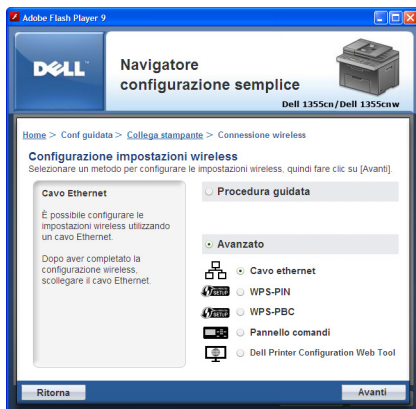 Adobe Flash Player 9
DELL™
Navigatore
configurazione semplice
Dell 1355cn/Dell 1355cnw
Home > Conf guidata > Collega stampante > Connessione wireless
Configurazione impostazioni wireless
Selezionare un metodo per configurare le impostazioni wireless, quindi fare clic su [Avanti].
Cavo Ethernet
È possibile configurare le
impostazioni wireless utilizzando
un cavo Ethernet.
Dopo aver completato la
configurazione wireless,
scollegare il cavo Ethernet.
Procedura guidata
Avanzato
Cavo ethernet
SETUP WPS-PIN
SETUP WPS-PBC
Pannello comandi
Dell Printer Configuration Web Tool
Ritorna
Avanti